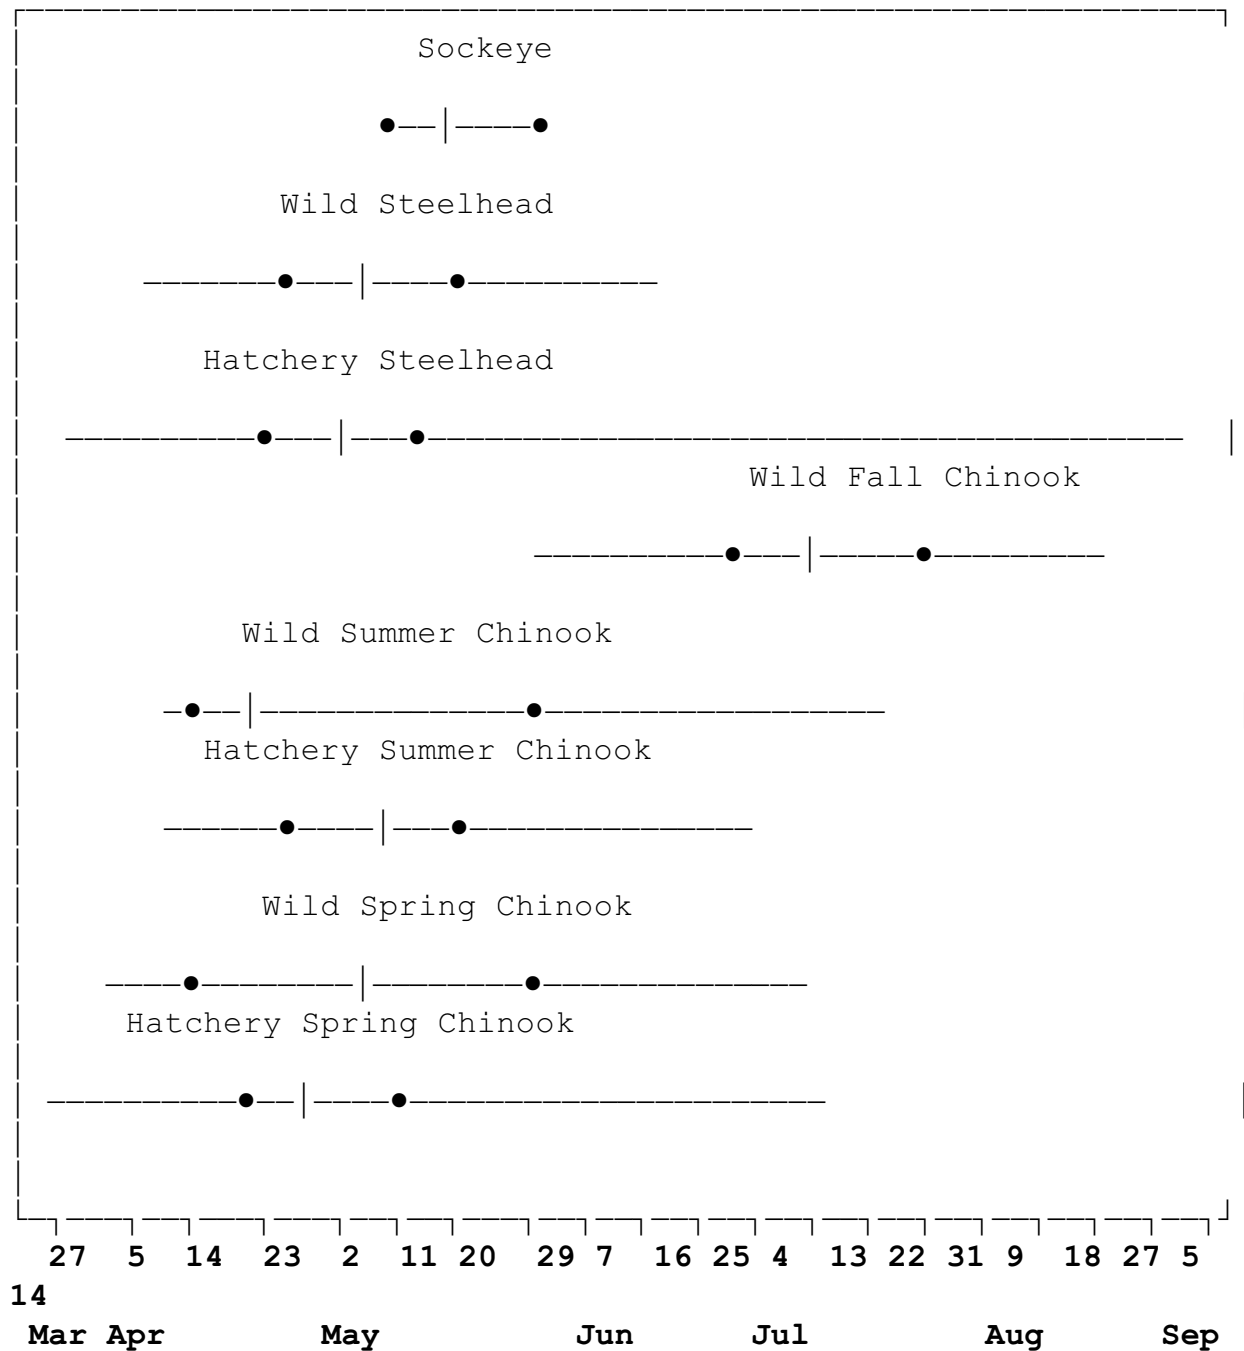 Sockeye
Wild Steelhead
Hatchery Steelhead
Wild Fall Chinook
Wild Summer Chinook
Hatchery Summer Chinook
Wild Spring Chinook
Hatchery Spring Chinook
27 5 14 23 2 11 20 29 7 16 25 4 13 22 31 9 18 27 5
14
Mar Apr May Jun Jul Aug Sep